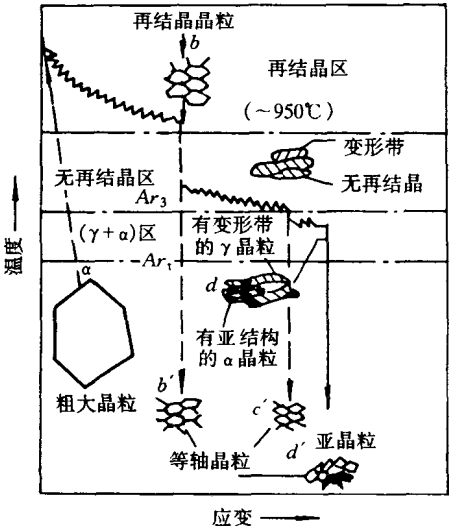 再结晶晶粒
b
再结晶区
(～950℃)
变形带
无再结晶区
无再结晶
Ar₃
(γ+α)区
有变形带
的γ晶粒
Ar₁
α
d
有亚结构
的α晶粒
粗大晶粒
b′
c′
等轴晶粒
d′
亚晶粒
温度
应变